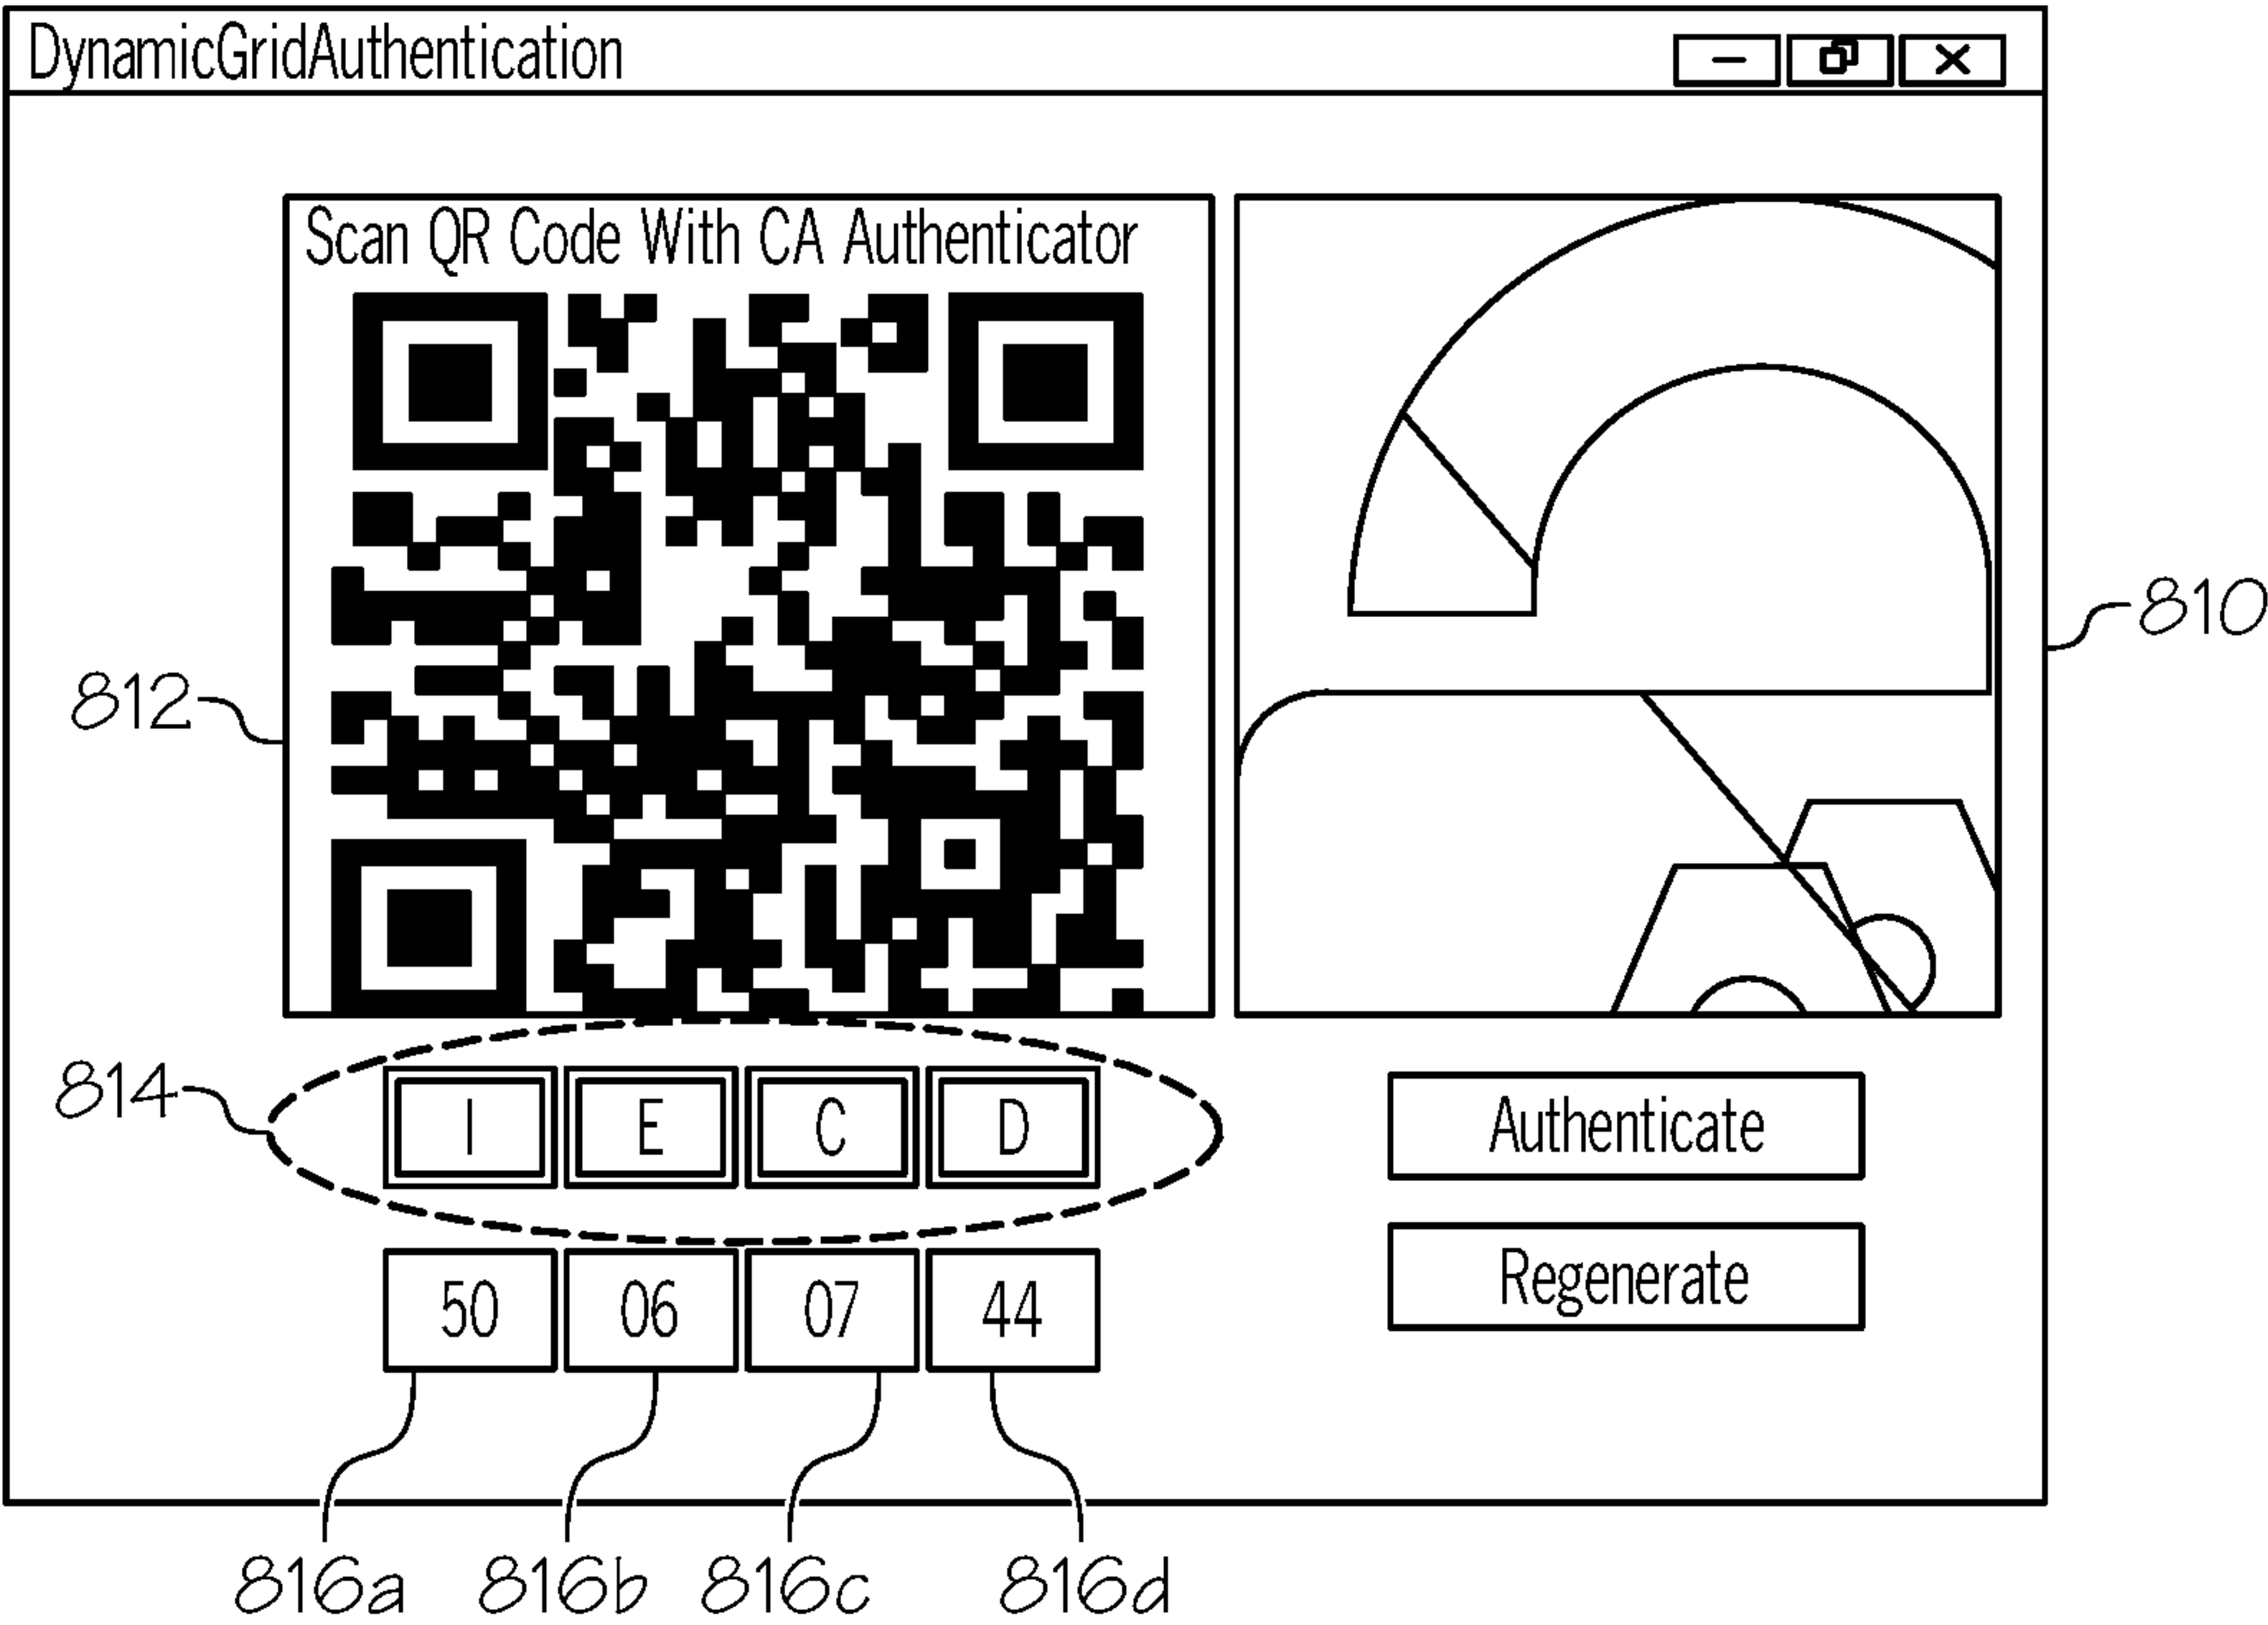 DynamicGridAuthentication
Scan QR Code With CA Authenticator
810
812
814
I E C D
Authenticate
50 06 07 44
Regenerate
816a 816b 816c 816d